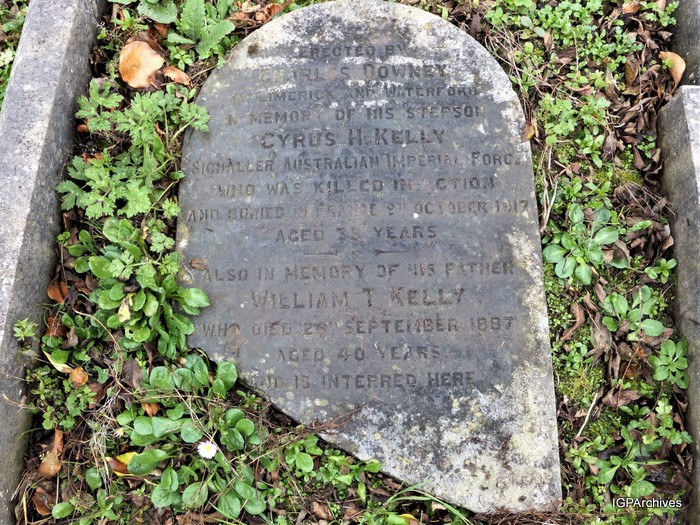 ERECTED BY
CHARLES DOWNEY
LIMERICK AND WATERFORD
IN MEMORY OF HIS STEPSON
CYRUS H. KELLY
SIGNALLER AUSTRALIAN IMPERIAL FORCE
WHO WAS KILLED IN ACTION
AND BURIED IN FRANCE 9TH OCTOBER 1917
AGED 33 YEARS
ALSO IN MEMORY OF HIS FATHER
WILLIAM T. KELLY
WHO DIED 29TH SEPTEMBER 1897
AGED 40 YEARS
AND IS INTERRED HERE
IGPArchives